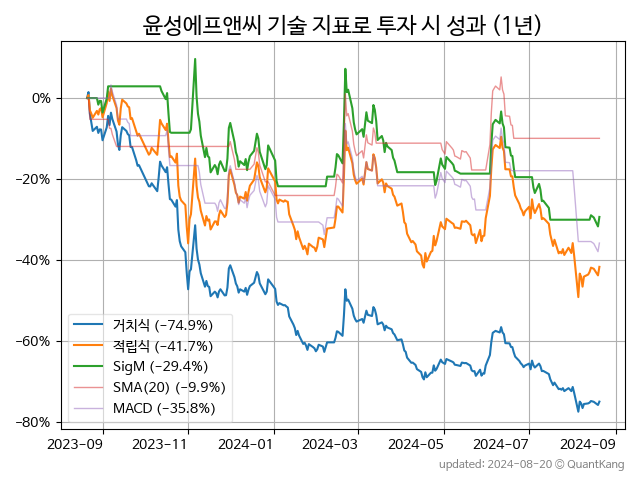 윤성에프앤씨 기술 지표로 투자 시 성과 (1년)
0%
−20%
−40%
−60%
−80%
거치식 (−74.9%)
적립식 (−41.7%)
SigM (−29.4%)
SMA(20) (−9.9%)
MACD (−35.8%)
2023−09 2023−11 2024−01 2024−03 2024−05 2024−07 2024−09
updated: 2024−08−20 © QuantKang